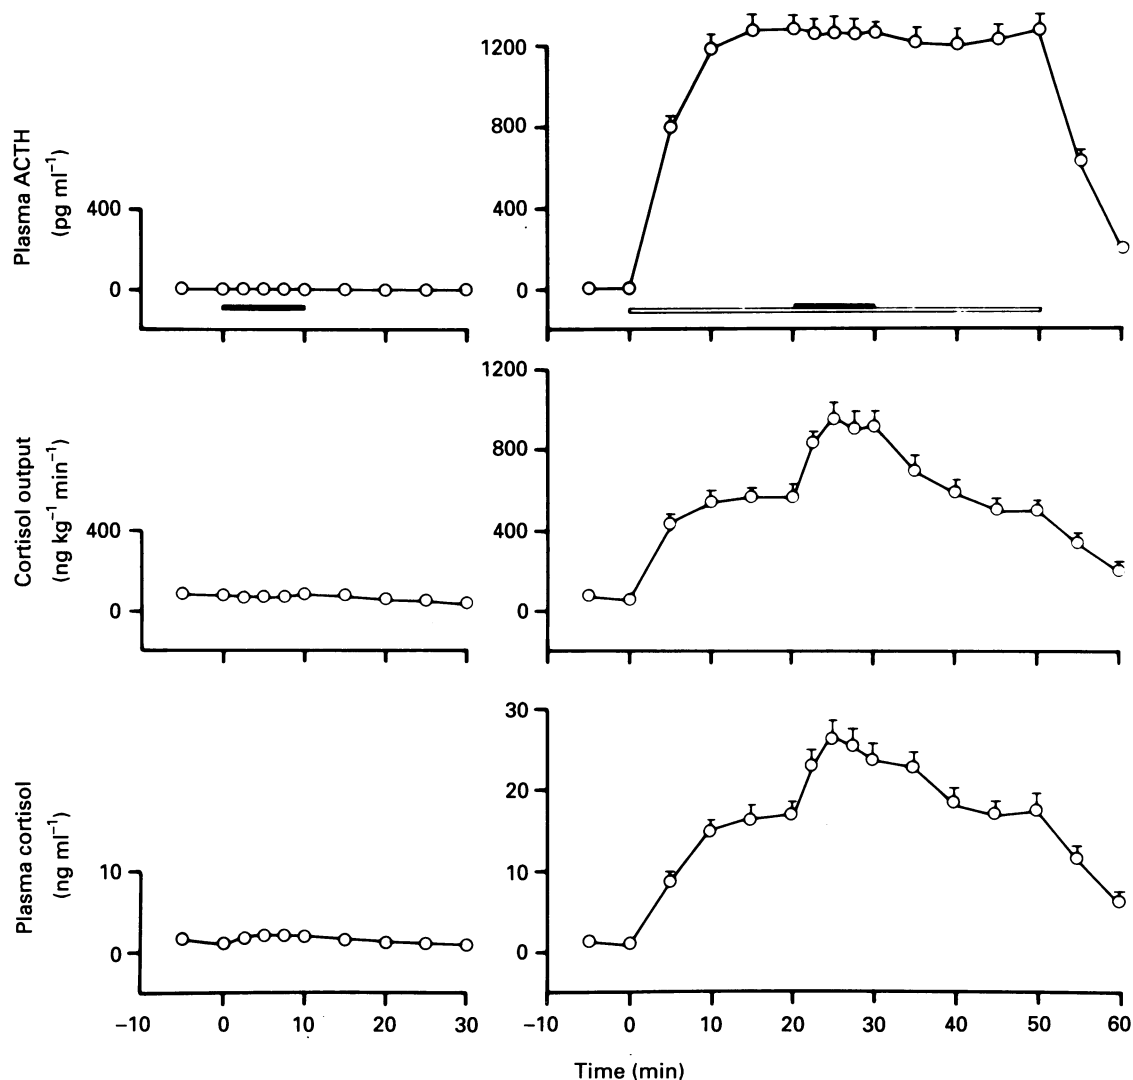 1200
800
400
0
Plasma ACTH
(pg ml⁻¹)
400
0
1200
800
400
0
Cortisol output
(ng kg⁻¹ min⁻¹)
400
0
30
20
10
0
Plasma cortisol
(ng ml⁻¹)
10
0
−10 0 10 20 30
−10 0 10 20 30 40 50 60
Time (min)